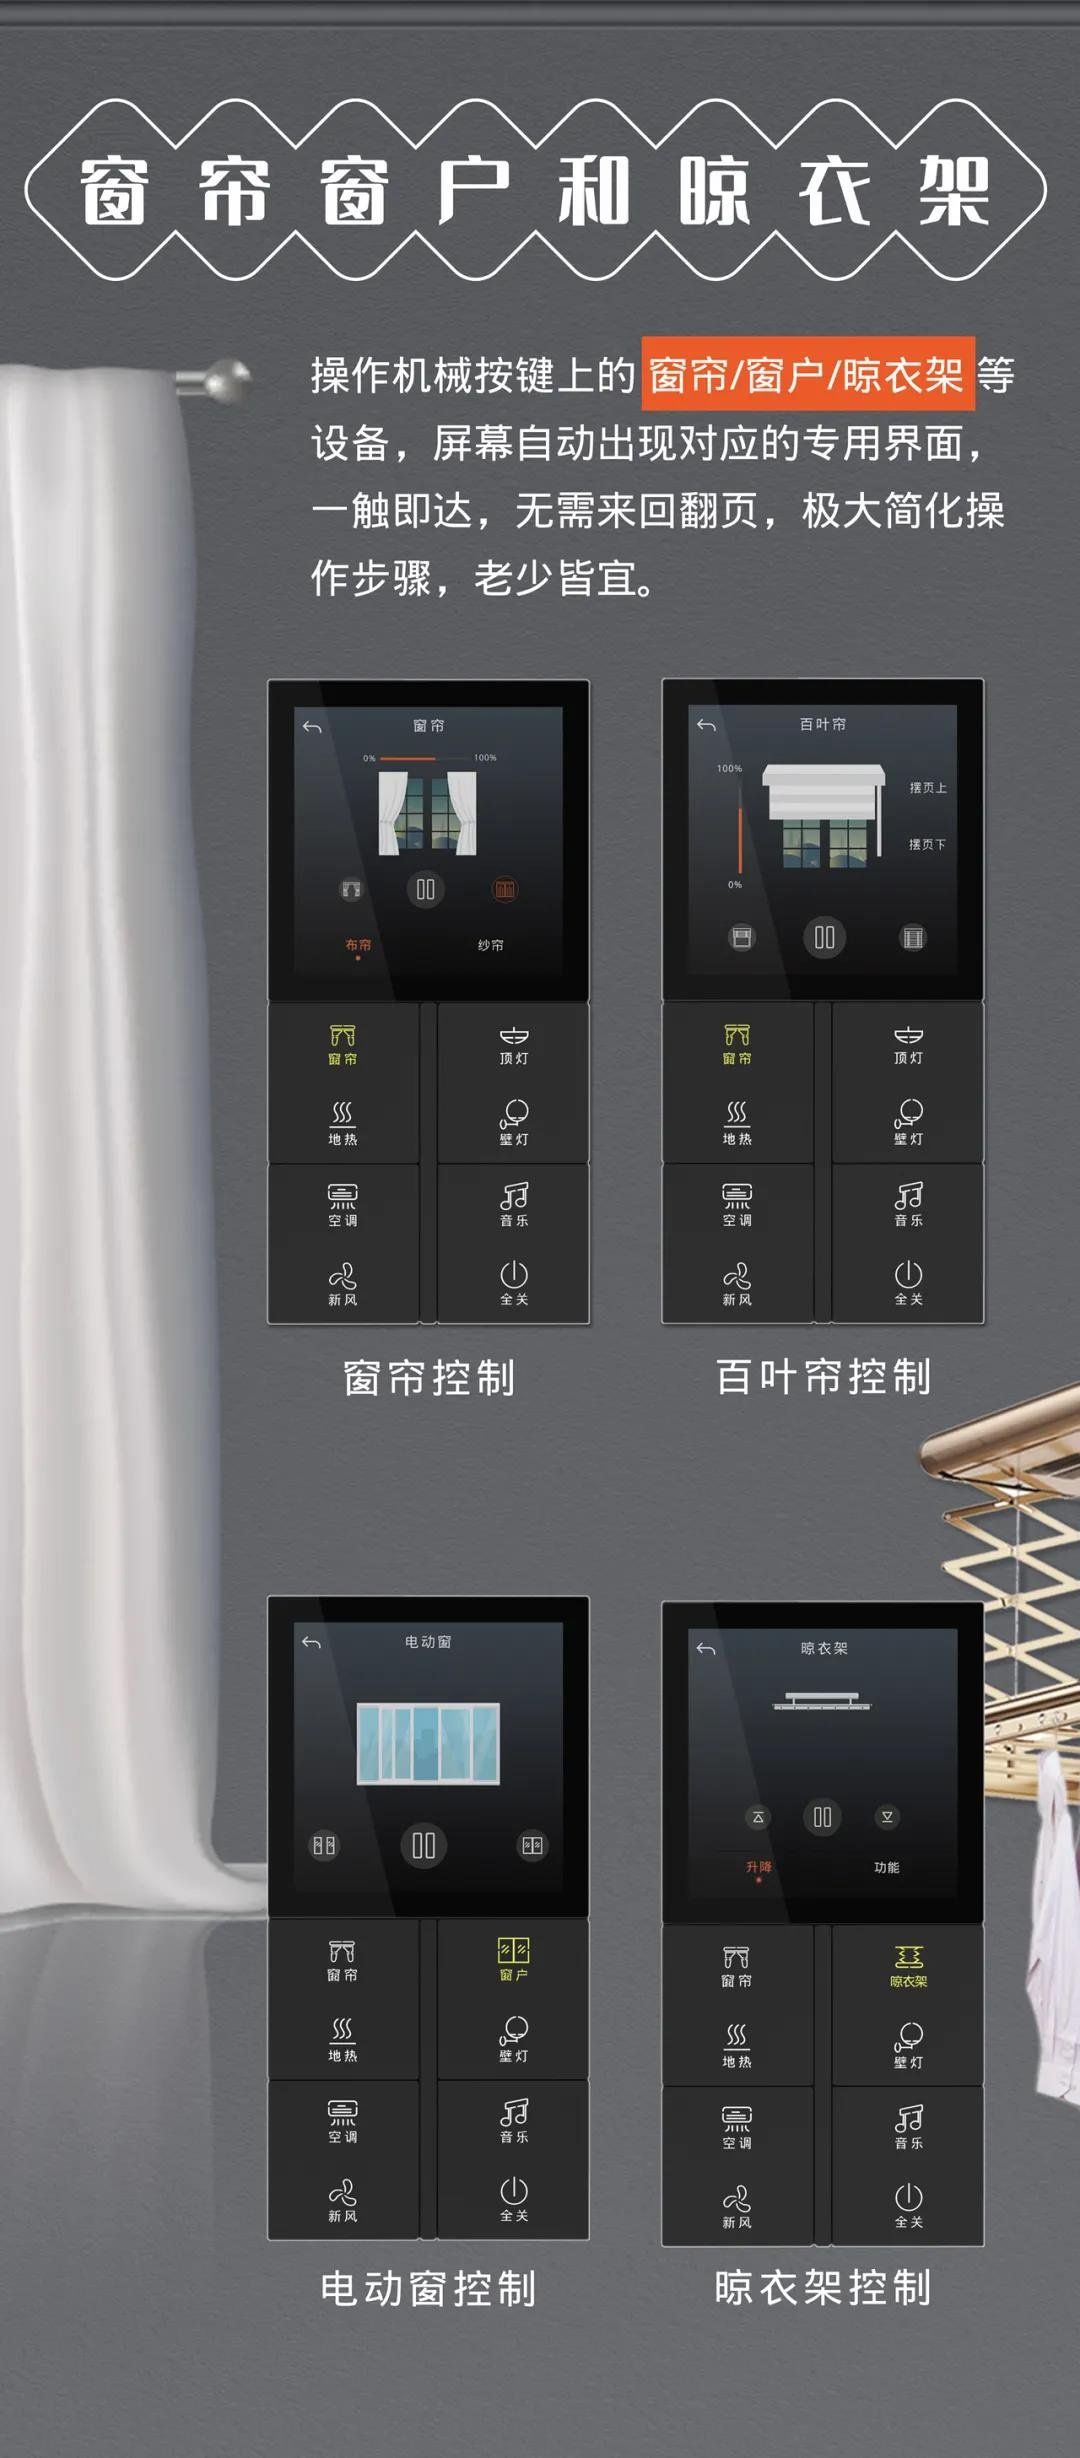 窗帘窗户和晾衣架
操作机械按键上的 窗帘/窗户/晾衣架 等
设备，屏幕自动出现对应的专用界面，
一触即达，无需来回翻页，极大简化操
作步骤，老少皆宜。
窗帘
0% 100%
布帘 纱帘
窗帘 顶灯
地热 壁灯
空调 音乐
新风 全关
窗帘控制
百叶帘
100%
摆页上
摆页下
0%
窗帘 顶灯
地热 壁灯
空调 音乐
新风 全关
百叶帘控制
电动窗
窗帘 窗户
地热 壁灯
空调 音乐
新风 全关
电动窗控制
晾衣架
升降 功能
窗帘 晾衣架
地热 壁灯
空调 音乐
新风 全关
晾衣架控制